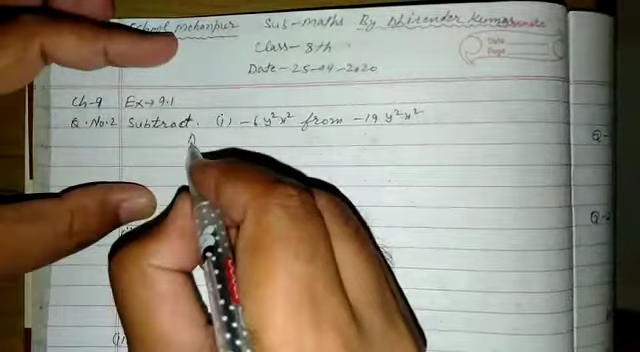 School Mohanpur Sub-Maths By Dhirender Kumar
Class-8th
Date
Page
Date-25-04-2020
Ch-9 Ex→9.1
Q.No.2 Subtract. (i) -6y²x² from -19y²x²
Q-